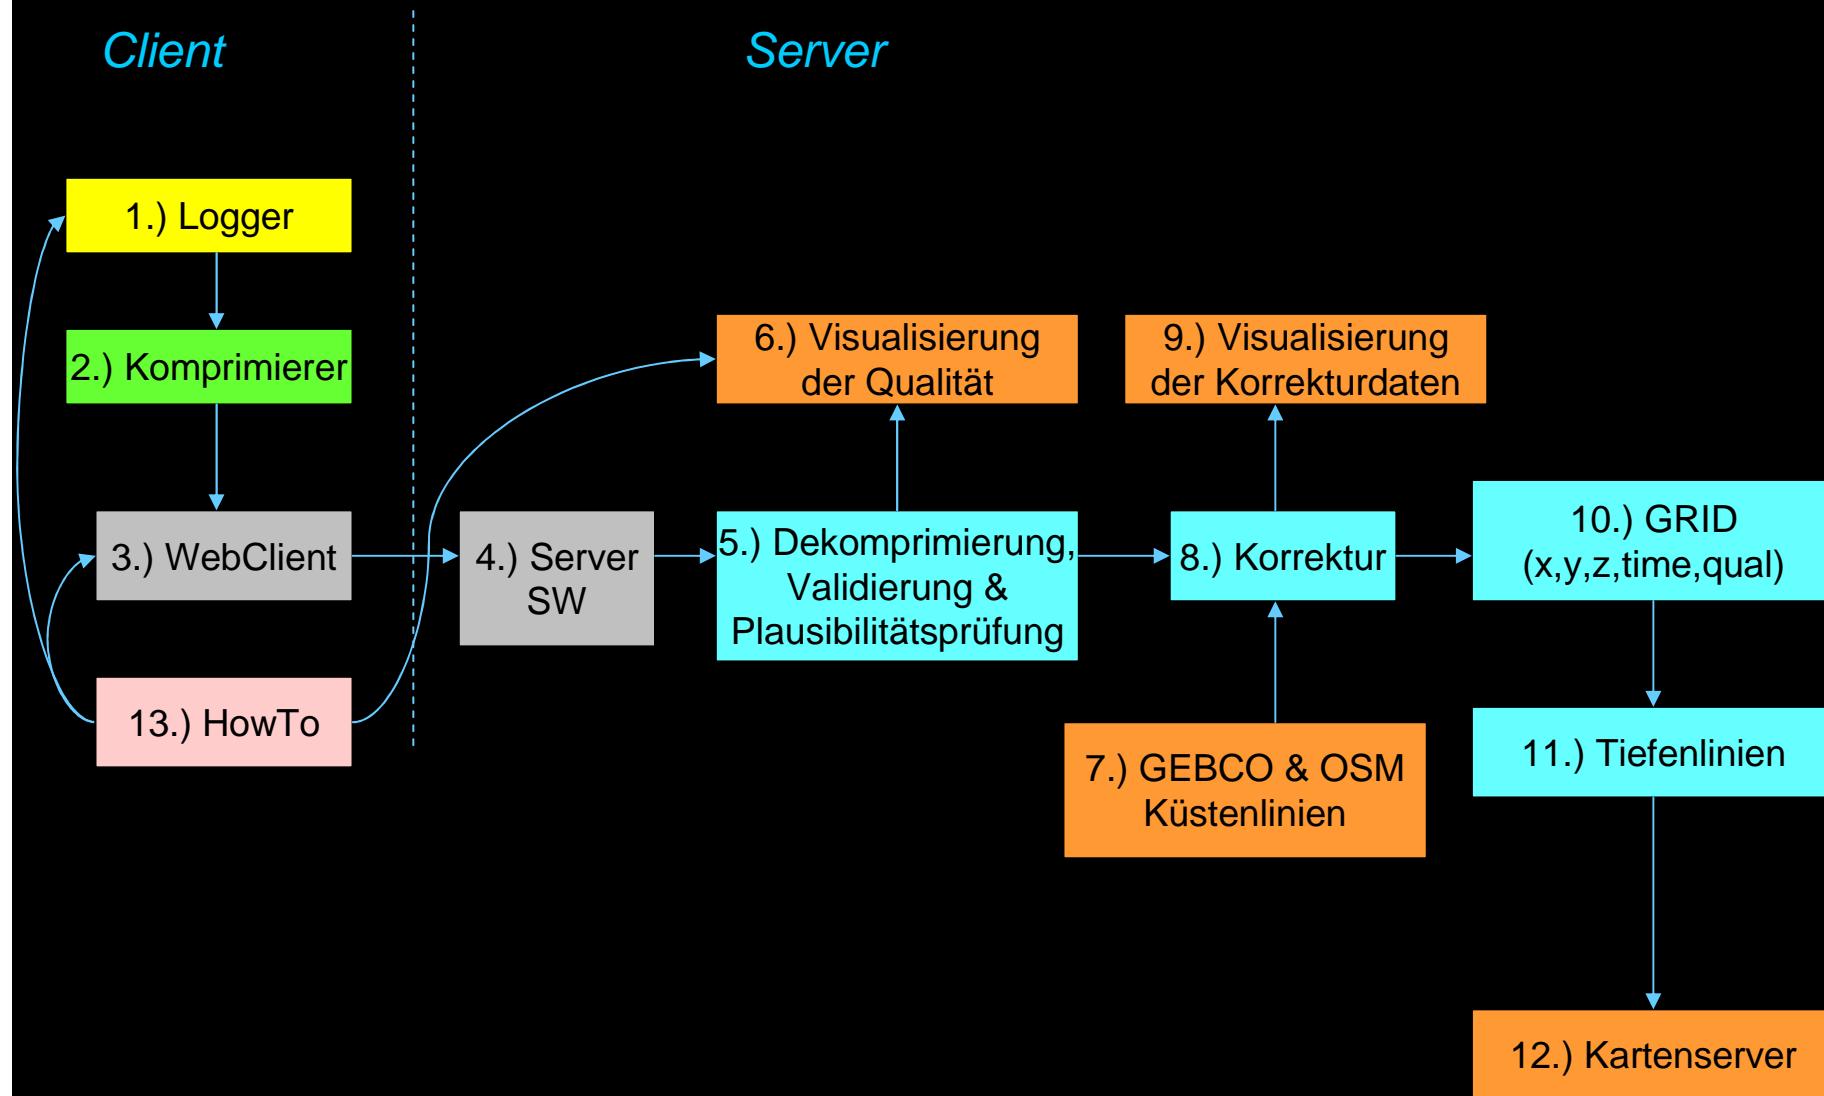 Client
Server
1.) Logger
2.) Komprimierer
3.) WebClient
13.) HowTo
4.) Server
SW
5.) Dekomprimierung,
Validierung &
Plausibilitätsprüfung
6.) Visualisierung
der Qualität
7.) GEBCO & OSM
Küstenlinien
8.) Korrektur
9.) Visualisierung
der Korrekturdaten
10.) GRID
(x,y,z,time,qual)
11.) Tiefenlinien
12.) Kartenserver